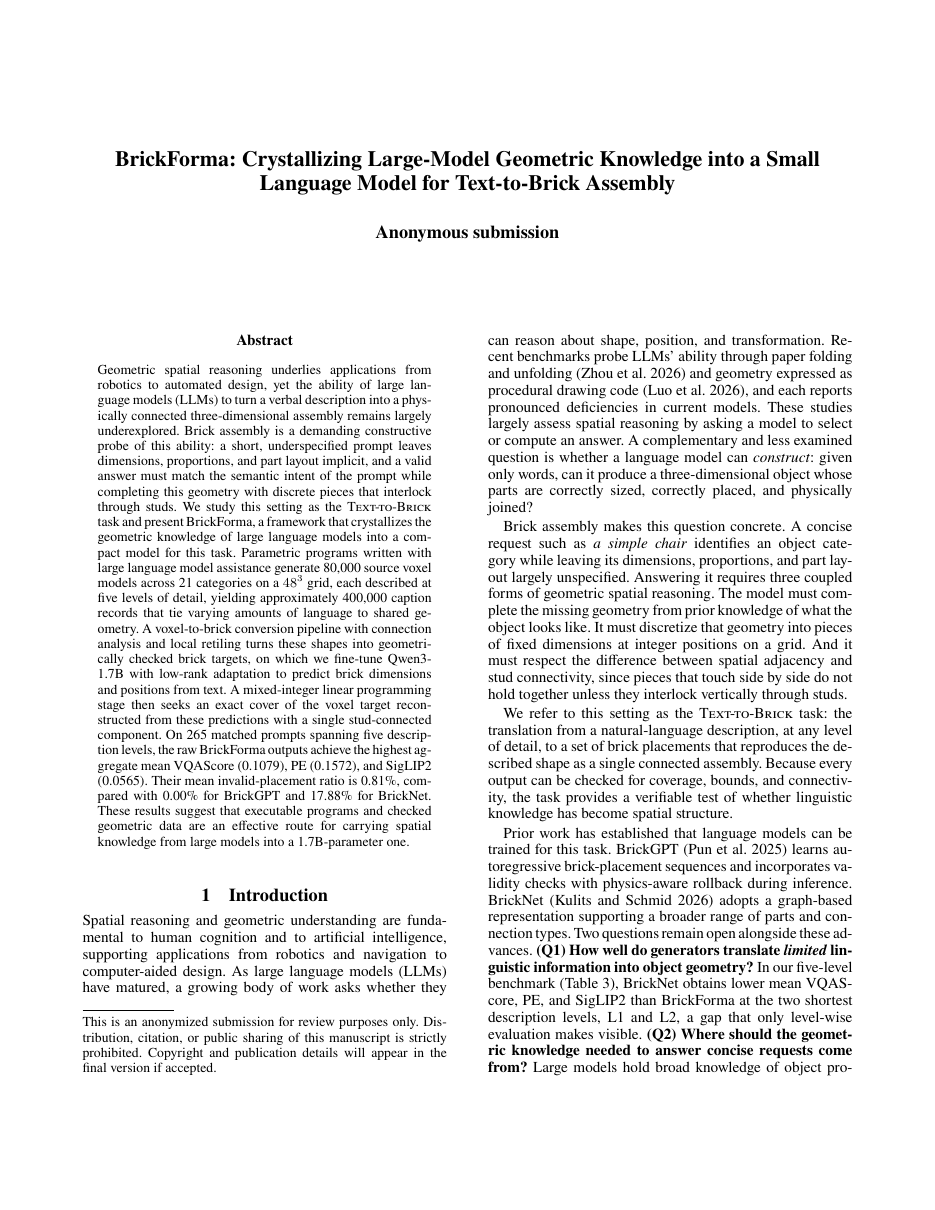 BrickForma: Crystallizing Large-Model Geometric Knowledge into a Small
Language Model for Text-to-Brick Assembly
Anonymous submission
Abstract
Geometric spatial reasoning underlies applications from
robotics to automated design, yet the ability of large lan-
guage models (LLMs) to turn a verbal description into a phys-
ically connected three-dimensional assembly remains largely
underexplored. Brick assembly is a demanding constructive
probe of this ability: a short, underspecified prompt leaves
dimensions, proportions, and part layout implicit, and a valid
answer must match the semantic intent of the prompt while
completing this geometry with discrete pieces that interlock
through studs. We study this setting as the TEXT-TO-BRICK
task and present BrickForma, a framework that crystallizes the
geometric knowledge of large language models into a com-
pact model for this task. Parametric programs written with
large language model assistance generate 80,000 source voxel
models across 21 categories on a 48³ grid, each described at
five levels of detail, yielding approximately 400,000 caption
records that tie varying amounts of language to shared ge-
ometry. A voxel-to-brick conversion pipeline with connection
analysis and local retiling turns these shapes into geometri-
cally checked brick targets, on which we fine-tune Qwen3-
1.7B with low-rank adaptation to predict brick dimensions
and positions from text. A mixed-integer linear programming
stage then seeks an exact cover of the voxel target recon-
structed from these predictions with a single stud-connected
component. On 265 matched prompts spanning five descrip-
tion levels, the raw BrickForma outputs achieve the highest ag-
gregate mean VQAScore (0.1079), PE (0.1572), and SigLIP2
(0.0565). Their mean invalid-placement ratio is 0.81%, com-
pared with 0.00% for BrickGPT and 17.88% for BrickNet.
These results suggest that executable programs and checked
geometric data are an effective route for carrying spatial
knowledge from large models into a 1.7B-parameter one.
1 Introduction
Spatial reasoning and geometric understanding are funda-
mental to human cognition and to artificial intelligence,
supporting applications from robotics and navigation to
computer-aided design. As large language models (LLMs)
have matured, a growing body of work asks whether they
This is an anonymized submission for review purposes only. Dis-
tribution, citation, or public sharing of this manuscript is strictly
prohibited. Copyright and publication details will appear in the
final version if accepted.
can reason about shape, position, and transformation. Re-
cent benchmarks probe LLMs' ability through paper folding
and unfolding (Zhou et al. 2026) and geometry expressed as
procedural drawing code (Luo et al. 2026), and each reports
pronounced deficiencies in current models. These studies
largely assess spatial reasoning by asking a model to select
or compute an answer. A complementary and less examined
question is whether a language model can construct: given
only words, can it produce a three-dimensional object whose
parts are correctly sized, correctly placed, and physically
joined?
Brick assembly makes this question concrete. A concise
request such as a simple chair identifies an object cate-
gory while leaving its dimensions, proportions, and part lay-
out largely unspecified. Answering it requires three coupled
forms of geometric spatial reasoning. The model must com-
plete the missing geometry from prior knowledge of what the
object looks like. It must discretize that geometry into pieces
of fixed dimensions at integer positions on a grid. And it
must respect the difference between spatial adjacency and
stud connectivity, since pieces that touch side by side do not
hold together unless they interlock vertically through studs.
We refer to this setting as the TEXT-TO-BRICK task: the
translation from a natural-language description, at any level
of detail, to a set of brick placements that reproduces the de-
scribed shape as a single connected assembly. Because every
output can be checked for coverage, bounds, and connectiv-
ity, the task provides a verifiable test of whether linguistic
knowledge has become spatial structure.
Prior work has established that language models can be
trained for this task. BrickGPT (Pun et al. 2025) learns au-
toregressive brick-placement sequences and incorporates va-
lidity checks with physics-aware rollback during inference.
BrickNet (Kulits and Schmid 2026) adopts a graph-based
representation supporting a broader range of parts and con-
nection types. Two questions remain open alongside these ad-
vances. (Q1) How well do generators translate limited lin-
guistic information into object geometry? In our five-level
benchmark (Table 3), BrickNet obtains lower mean VQAS-
core, PE, and SigLIP2 than BrickForma at the two shortest
description levels, L1 and L2, a gap that only level-wise
evaluation makes visible. (Q2) Where should the geomet-
ric knowledge needed to answer concise requests come
from? Large models hold broad knowledge of object pro-